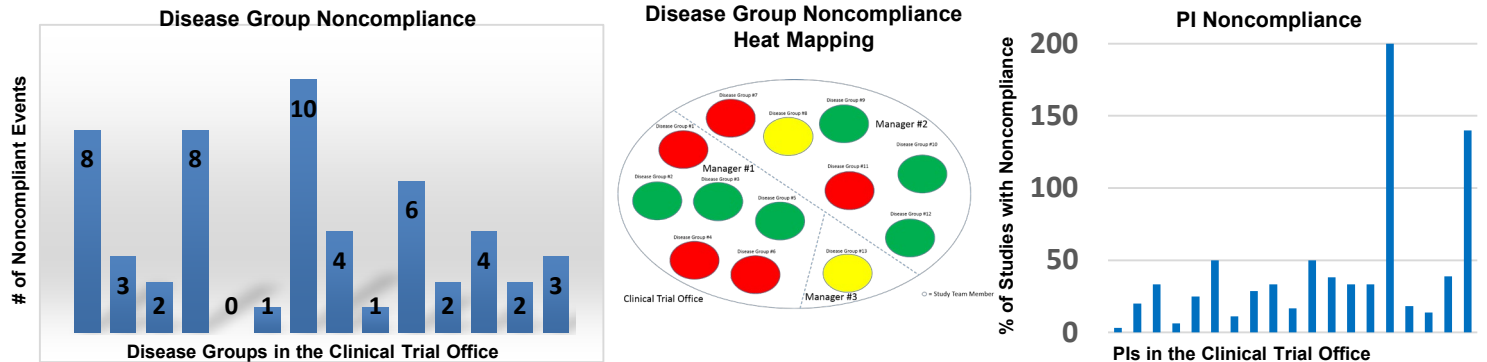 Disease Group Noncompliance
# of Noncompliant Events
8
3
2
8
0
1
10
4
1
6
2
4
2
3
Disease Groups in the Clinical Trial Office
Disease Group Noncompliance
Heat Mapping
Disease Group #7
Disease Group #8
Disease Group #9
Manager #2
Disease Group #1
Disease Group #10
Manager #1
Disease Group #2
Disease Group #3
Disease Group #11
Disease Group #5
Disease Group #12
Disease Group #4
Disease Group #6
Disease Group #13
Clinical Trial Office
Manager #3
= Study Team Member
PI Noncompliance
% of Studies with Noncompliance
200
150
100
50
0
PIs in the Clinical Trial Office